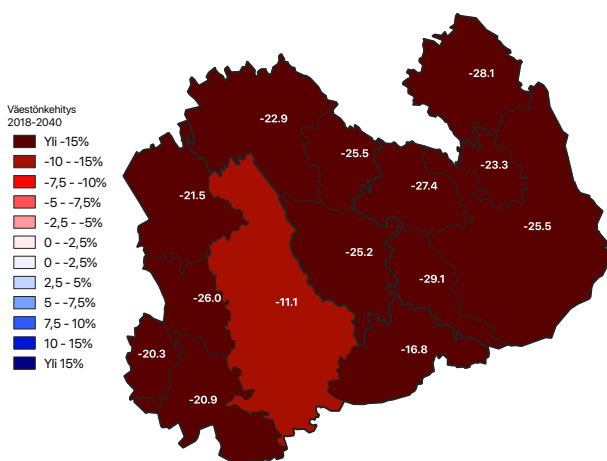 Väestönkehitys
2018-2040
Yli -15%
-10 - -15%
-7,5 - -10%
-5 - -7,5%
-2,5 - -5%
0 - -2,5%
0 - -2,5%
2,5 - 5%
5 - -7,5%
7,5 - 10%
10 - 15%
Yli 15%
-28.1
-22.9
-25.5
-23.3
-27.4
-21.5
-25.5
-25.2
-29.1
-26.0
-11.1
-16.8
-20.3
-20.9